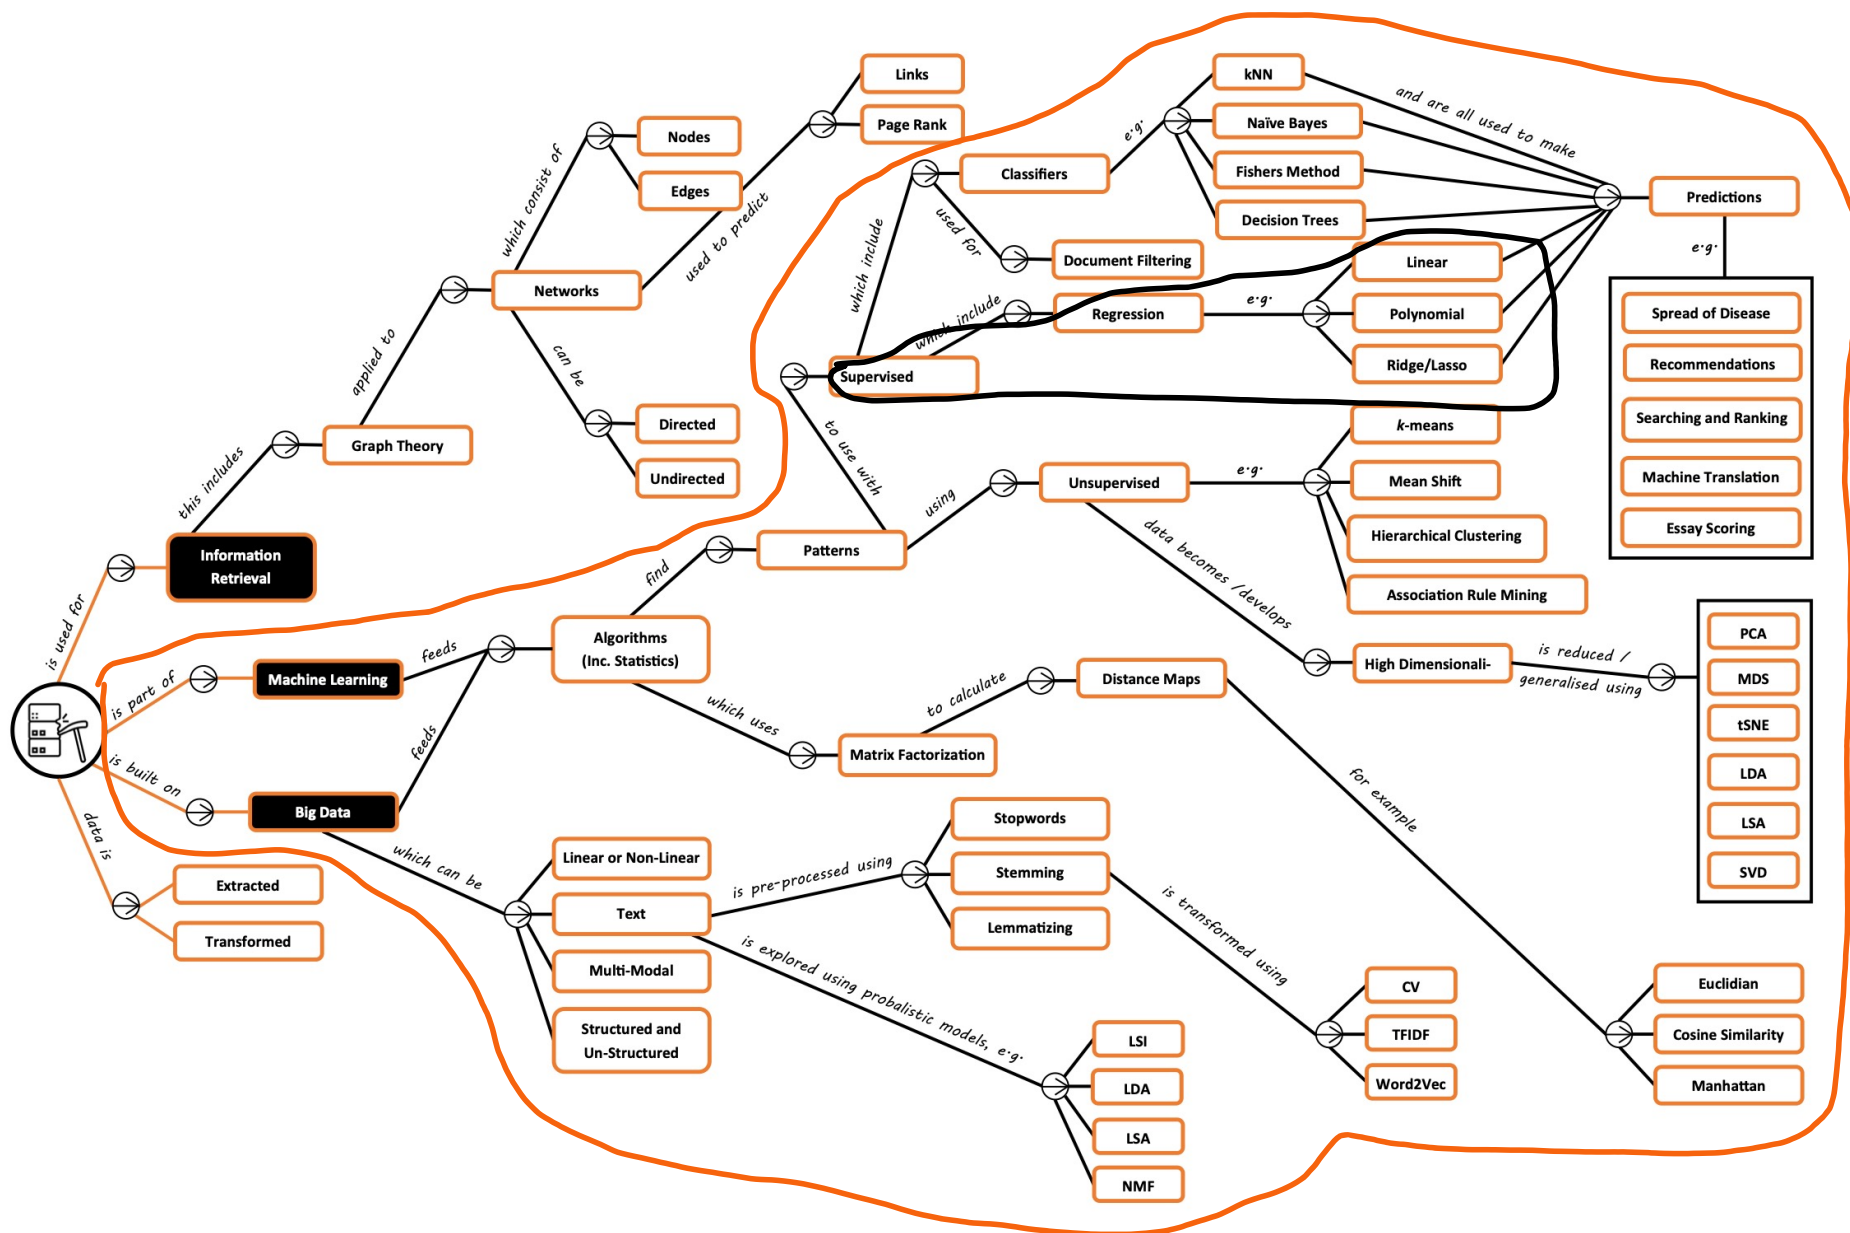 is used for
Information
Retrieval
this includes
Graph Theory
applied to
Networks
which consist of
Nodes
Edges
used to predict
Links
Page Rank
can be
Directed
Undirected
is part of
Machine Learning
feeds
is built on
Big Data
feeds
Algorithms
(Inc. Statistics)
find
Patterns
to use with
Supervised
which include
Classifiers
e.g.
kNN
Naïve Bayes
Fishers Method
Decision Trees
used for
Document Filtering
which include
Regression
e.g.
Linear
Polynomial
Ridge/Lasso
and are all used to make
Predictions
e.g.
Spread of Disease
Recommendations
Searching and Ranking
Machine Translation
Essay Scoring
using
Unsupervised
e.g.
k-means
Mean Shift
Hierarchical Clustering
Association Rule Mining
data becomes /develops
High Dimensionali-
is reduced /
generalised using
PCA
MDS
tSNE
LDA
LSA
SVD
which uses
Matrix Factorization
to calculate
Distance Maps
for example
Euclidian
Cosine Similarity
Manhattan
which can be
Linear or Non-Linear
Text
Multi-Modal
Structured and
Un-Structured
is pre-processed using
Stopwords
Stemming
Lemmatizing
is transformed using
CV
TFIDF
Word2Vec
is explored using probalistic models, e.g.
LSI
LDA
LSA
NMF
data is
Extracted
Transformed